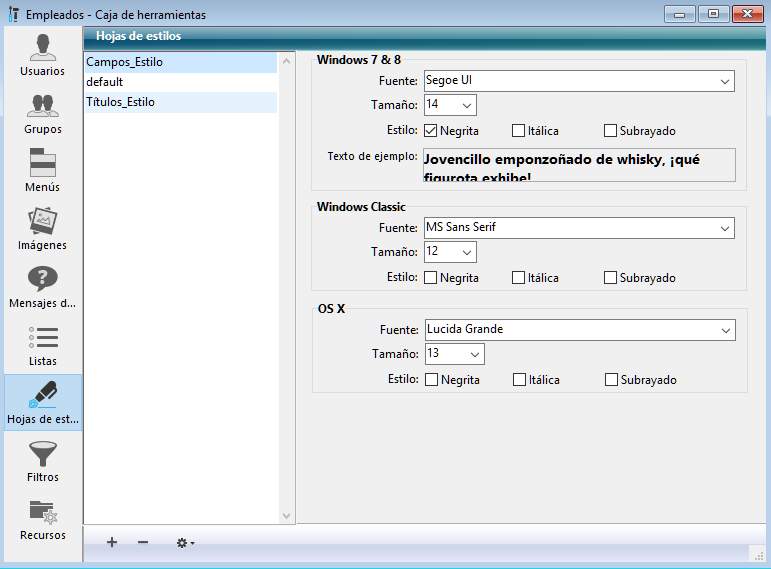 Empleados - Caja de herramientas
Usuarios
Grupos
Menús
Imágenes
Mensajes d...
Listas
Hojas de est...
Filtros
Recursos
Hojas de estilos
Campos_Estilo
default
Títulos_Estilo
Windows 7 & 8
Fuente: Segoe UI
Tamaño: 14
Estilo: Negrita Itálica Subrayado
Texto de ejemplo: Jovencillo emponzoñado de whisky, ¡qué
figurota exhibe!
Windows Classic
Fuente: MS Sans Serif
Tamaño: 12
Estilo: Negrita Itálica Subrayado
OS X
Fuente: Lucida Grande
Tamaño: 13
Estilo: Negrita Itálica Subrayado